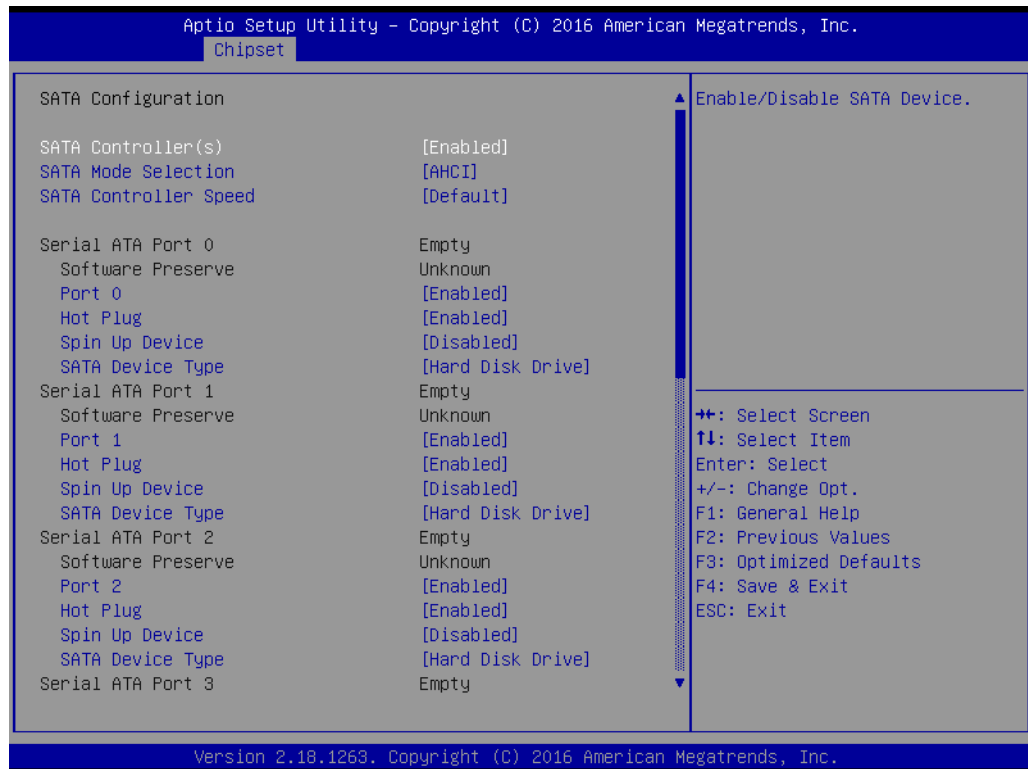 Aptio Setup Utility – Copyright (C) 2016 American Megatrends, Inc.
Chipset
SATA Configuration
SATA Controller(s) [Enabled]
SATA Mode Selection [AHCI]
SATA Controller Speed [Default]
Serial ATA Port 0 Empty
Software Preserve Unknown
Port 0 [Enabled]
Hot Plug [Enabled]
Spin Up Device [Disabled]
SATA Device Type [Hard Disk Drive]
Serial ATA Port 1 Empty
Software Preserve Unknown
Port 1 [Enabled]
Hot Plug [Enabled]
Spin Up Device [Disabled]
SATA Device Type [Hard Disk Drive]
Serial ATA Port 2 Empty
Software Preserve Unknown
Port 2 [Enabled]
Hot Plug [Enabled]
Spin Up Device [Disabled]
SATA Device Type [Hard Disk Drive]
Serial ATA Port 3 Empty
Enable/Disable SATA Device.
→←: Select Screen
↑↓: Select Item
Enter: Select
+/-: Change Opt.
F1: General Help
F2: Previous Values
F3: Optimized Defaults
F4: Save & Exit
ESC: Exit
Version 2.18.1263. Copyright (C) 2016 American Megatrends, Inc.